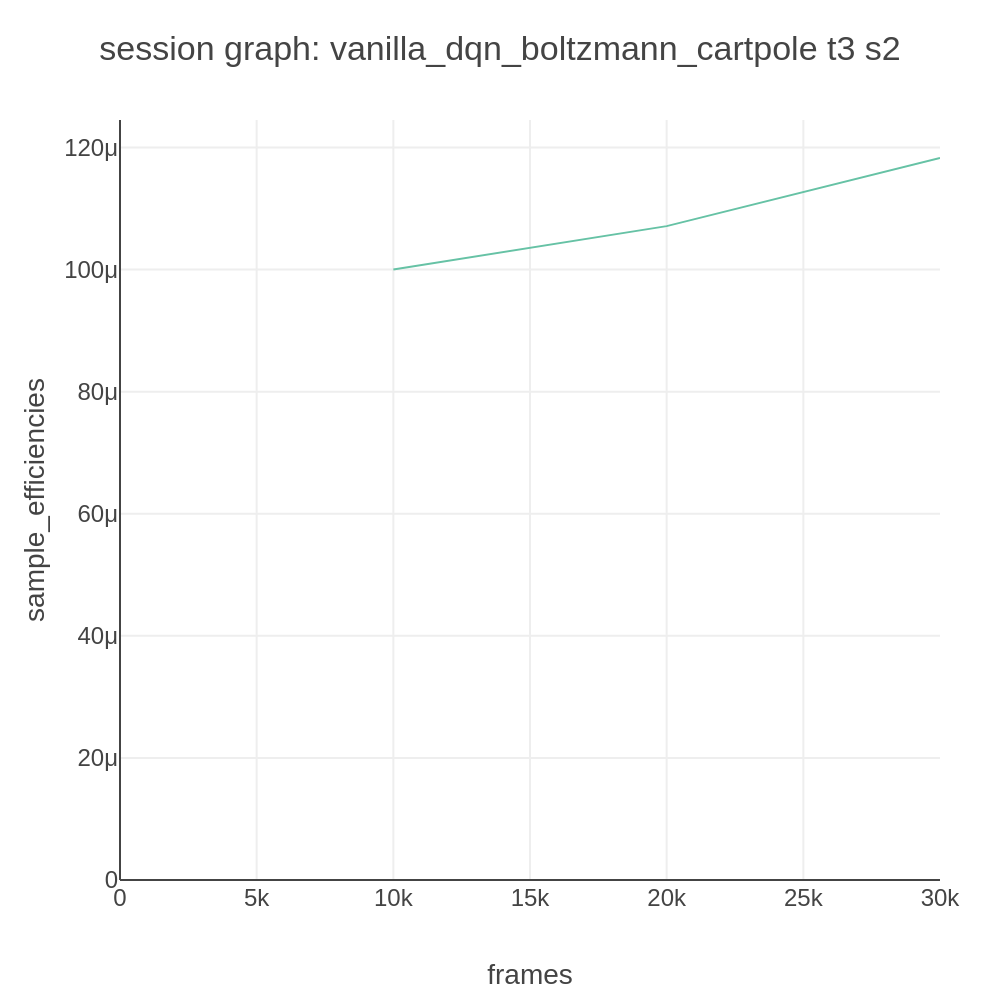 session graph: vanilla_dqn_boltzmann_cartpole t3 s2
120μ
100μ
80μ
60μ
40μ
20μ
0
sample_efficiencies
0 5k 10k 15k 20k 25k 30k
frames